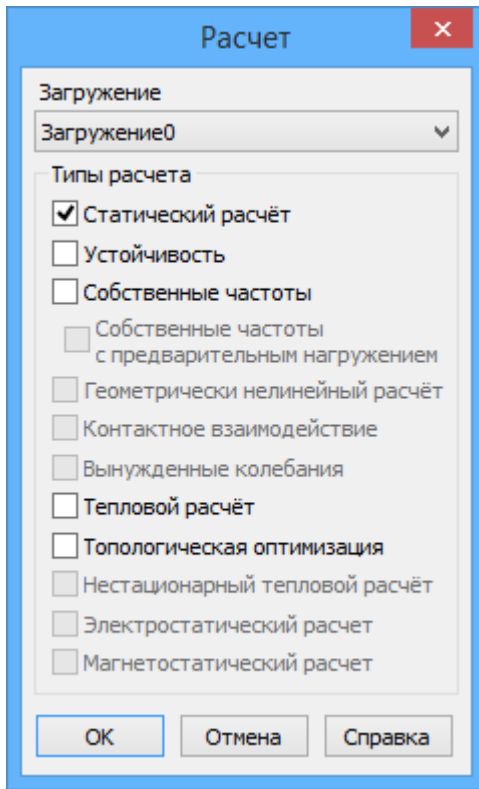 Расчет
Загружение
Загружение0
Типы расчета
Статический расчёт
Устойчивость
Собственные частоты
Собственные частоты
с предварительным нагружением
Геометрически нелинейный расчёт
Контактное взаимодействие
Вынужденные колебания
Тепловой расчёт
Топологическая оптимизация
Нестационарный тепловой расчёт
Электростатический расчет
Магнетостатический расчет
ОК
Отмена
Справка